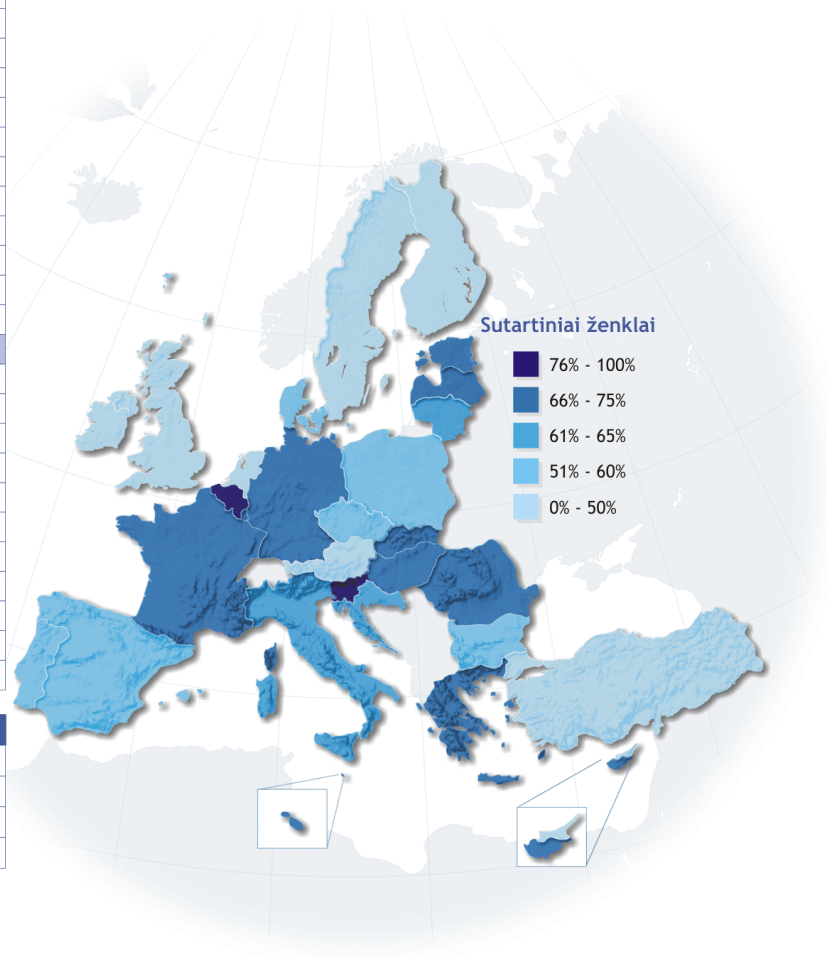 Sutartiniai ženklai
76% - 100%
66% - 75%
61% - 65%
51% - 60%
0% - 50%